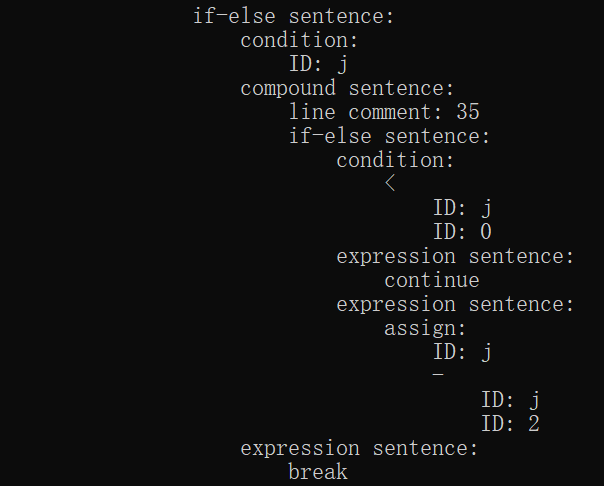 if-else sentence:
condition:
ID: j
compound sentence:
line comment: 35
if-else sentence:
condition:
<
ID: j
ID: 0
expression sentence:
continue
expression sentence:
assign:
ID: j
-
ID: j
ID: 2
expression sentence:
break